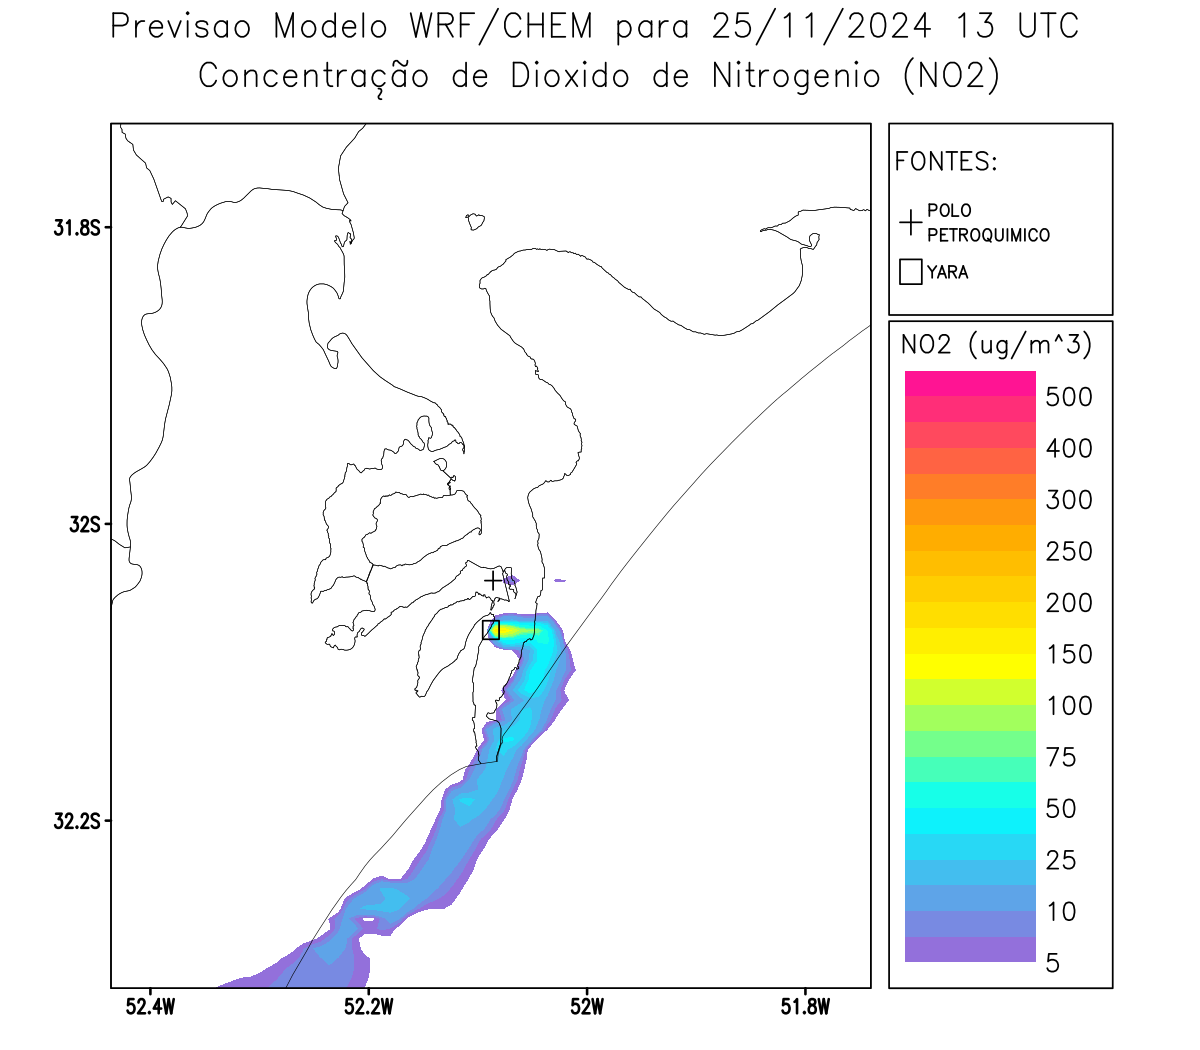 Previsao Modelo WRF/CHEM para 25/11/2024 13 UTC
Concentração de Dioxido de Nitrogenio (NO2)
FONTES:
POLO
PETROQUIMICO
YARA
NO2 (ug/m^3)
500
400
300
250
200
150
100
75
50
25
10
5
31.8S
32S
32.2S
52.4W
52.2W
52W
51.8W